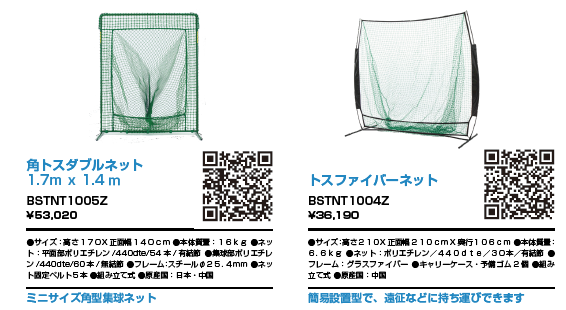 角トスダブルネット
1.7m x 1.4m
BSTNT1005Z
¥53,020
●サイズ:高さ170X正面幅140cm ●本体質量:16kg ●ネッ
ト:平面部ポリエチレン/440dte/54本/有結節 ●集球部ポリエチレ
ン/440dte/60本/無結節 ●フレーム:スチールφ25.4mm ●ネッ
ト固定ベルト5本 ●組み立て式 ●原産国:日本・中国
ミニサイズ角型集球ネット
トスファイバーネット
BSTNT1004Z
¥36,190
●サイズ:高さ210X正面幅210cmX奥行106cm ●本体質量:
6.6kg ●ネット:ポリエチレン/440dte/30本/有結節 ●
フレーム:グラスファイバー ●キャリーケース・予備ゴム2個 ●組み
立て式 ●原産国:中国
簡易設置型で、遠征などに持ち運びできます